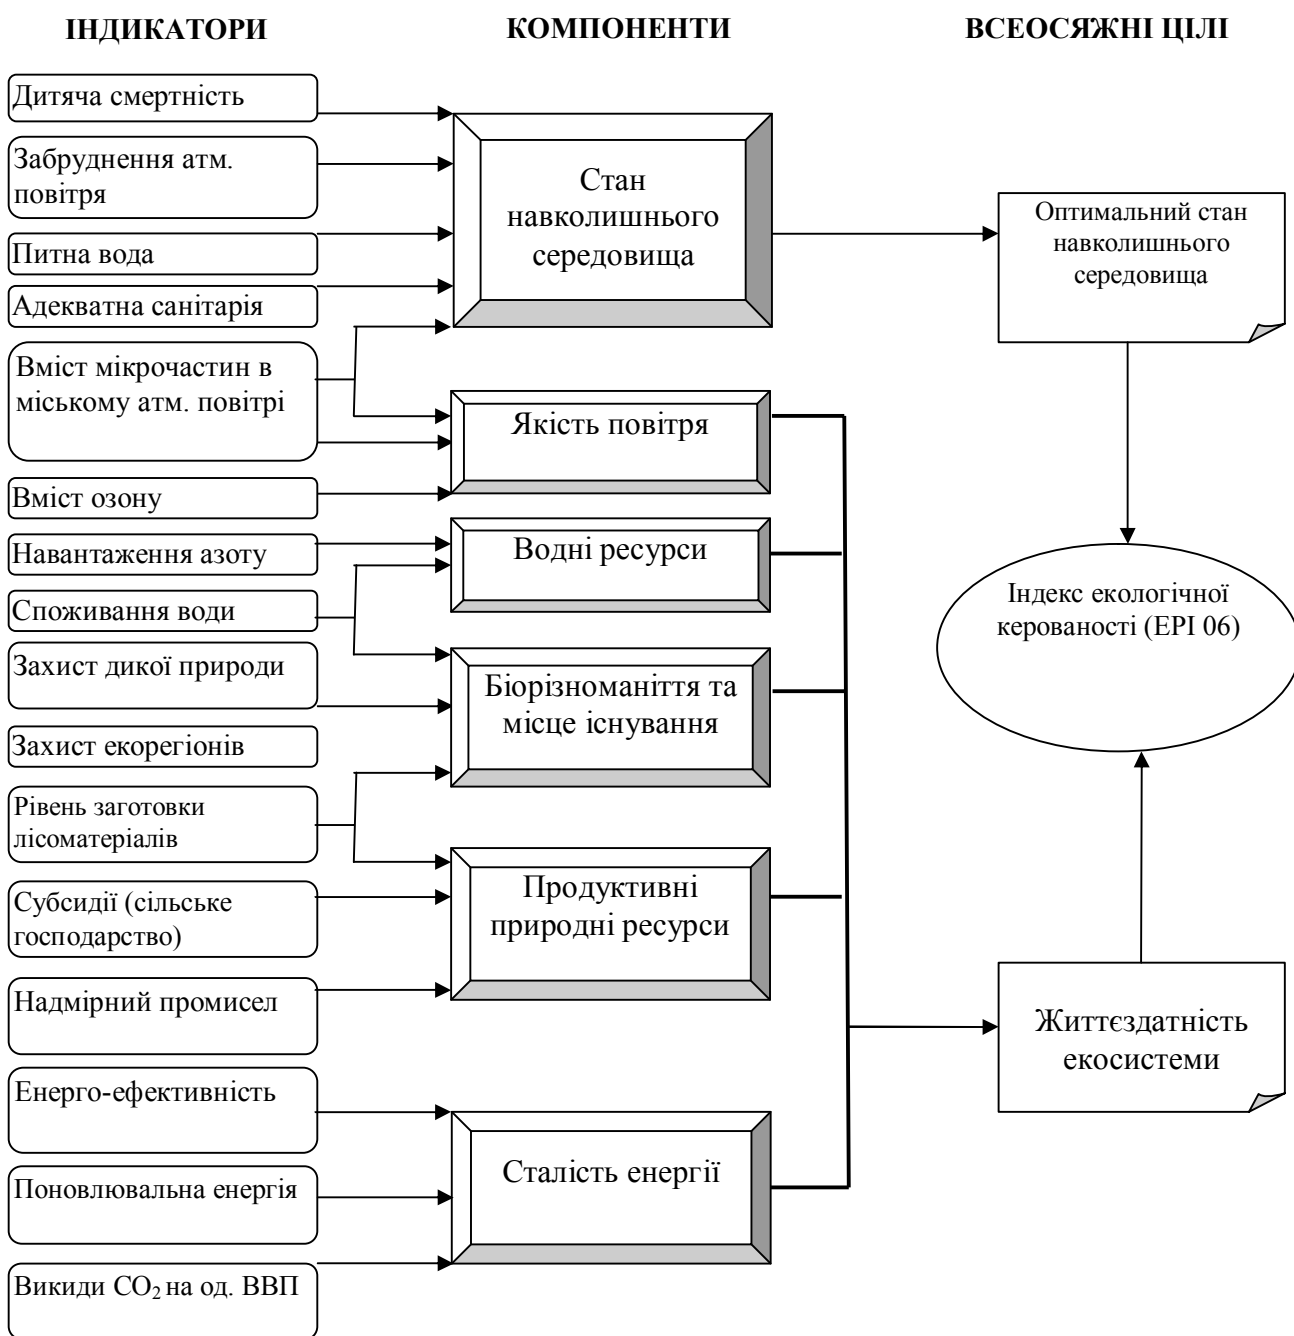 ІНДИКАТОРИ
КОМПОНЕНТИ
ВСЕОСЯЖНІ ЦІЛІ
Дитяча смертність
Забруднення атм.
повітря
Питна вода
Адекватна санітарія
Вміст мікрочастин в
міському атм. повітрі
Вміст озону
Навантаження азоту
Споживання води
Захист дикої природи
Захист екорегіонів
Рівень заготовки
лісоматеріалів
Субсидії (сільське
господарство)
Надмірний промисел
Енерго-ефективність
Поновлювальна енергія
Викиди CO₂ на од. ВВП
Стан
навколишнього
середовища
Якість повітря
Водні ресурси
Біорізноманіття та
місце існування
Продуктивні
природні ресурси
Сталість енергії
Оптимальний стан
навколишнього
середовища
Індекс екологічної
керованості (EPI 06)
Життєздатність
екосистеми